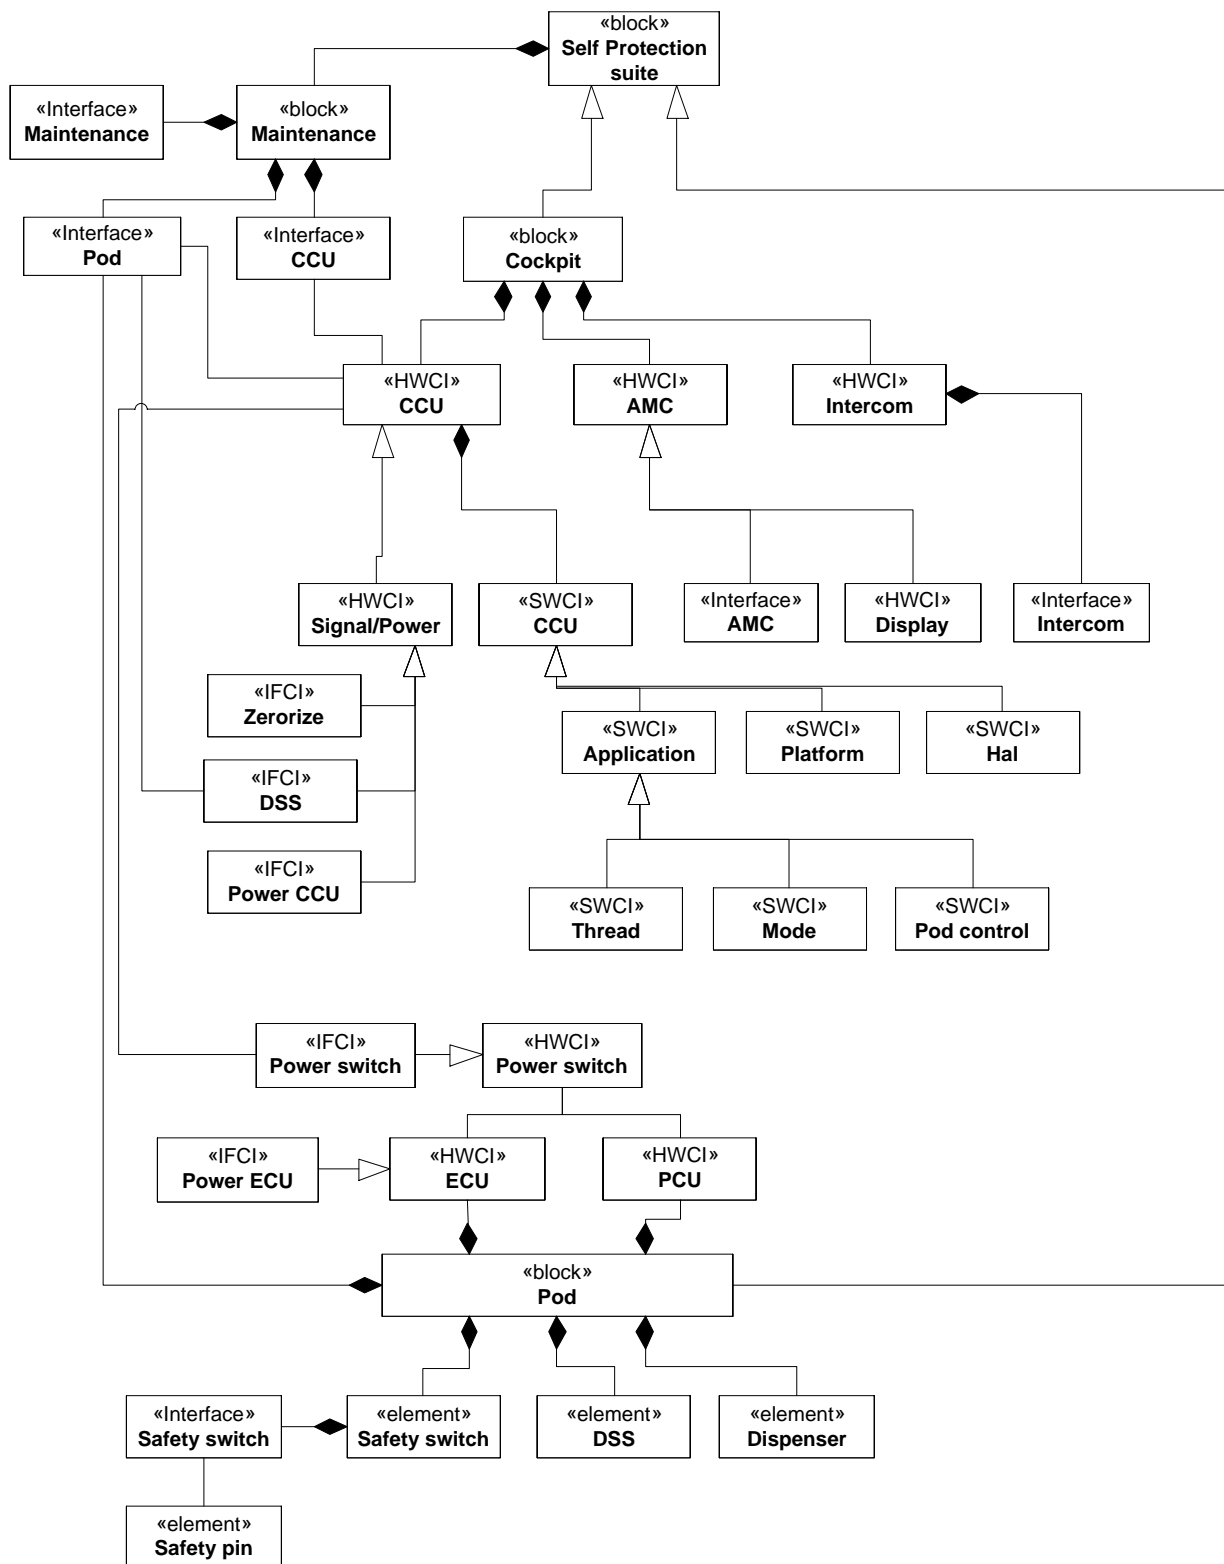 «block»
Self Protection
suite
«Interface»
Maintenance
«block»
Maintenance
«Interface»
Pod
«Interface»
CCU
«block»
Cockpit
«HWCI»
CCU
«HWCI»
AMC
«HWCI»
Intercom
«HWCI»
Signal/Power
«SWCI»
CCU
«Interface»
AMC
«HWCI»
Display
«Interface»
Intercom
«IFCI»
Zerorize
«SWCI»
Application
«SWCI»
Platform
«SWCI»
Hal
«IFCI»
DSS
«IFCI»
Power CCU
«SWCI»
Thread
«SWCI»
Mode
«SWCI»
Pod control
«IFCI»
Power switch
«HWCI»
Power switch
«IFCI»
Power ECU
«HWCI»
ECU
«HWCI»
PCU
«block»
Pod
«Interface»
Safety switch
«element»
Safety switch
«element»
DSS
«element»
Dispenser
«element»
Safety pin